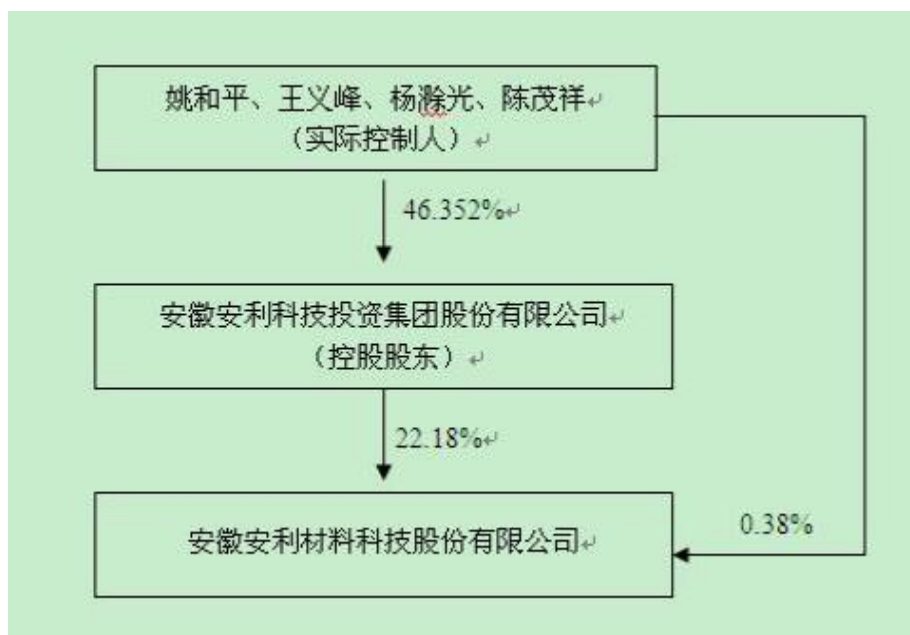 姚和平、王义峰、杨滁光、陈茂祥
（实际控制人）
46.352%
安徽安利科技投资集团股份有限公司
（控股股东）
22.18%
安徽安利材料科技股份有限公司
0.38%